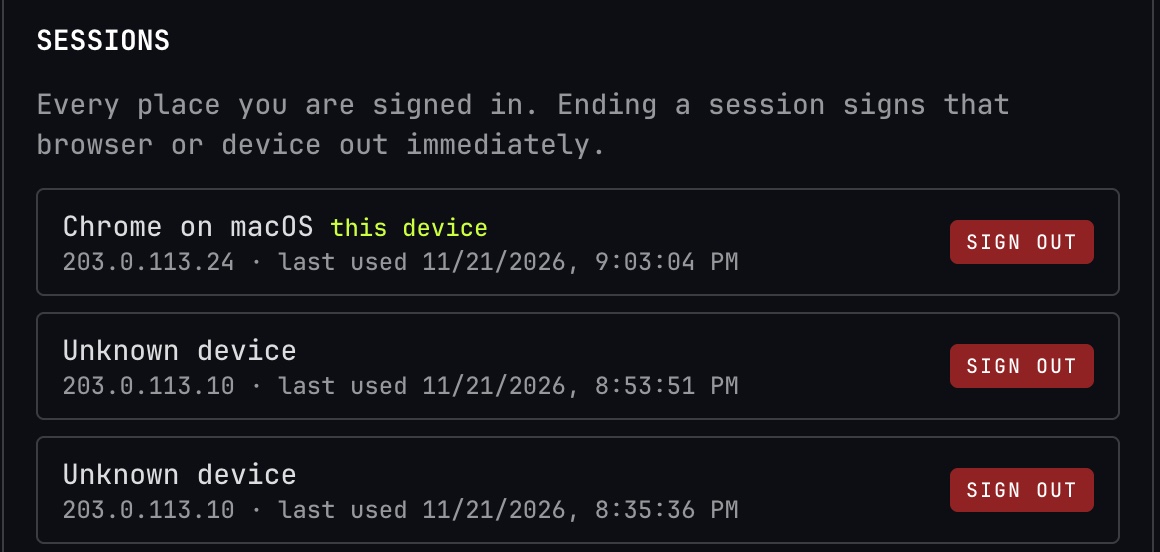 SESSIONS
Every place you are signed in. Ending a session signs that
browser or device out immediately.
Chrome on macOS this device
203.0.113.24 · last used 11/21/2026, 9:03:04 PM
SIGN OUT
Unknown device
203.0.113.10 · last used 11/21/2026, 8:53:51 PM
SIGN OUT
Unknown device
203.0.113.10 · last used 11/21/2026, 8:35:36 PM
SIGN OUT